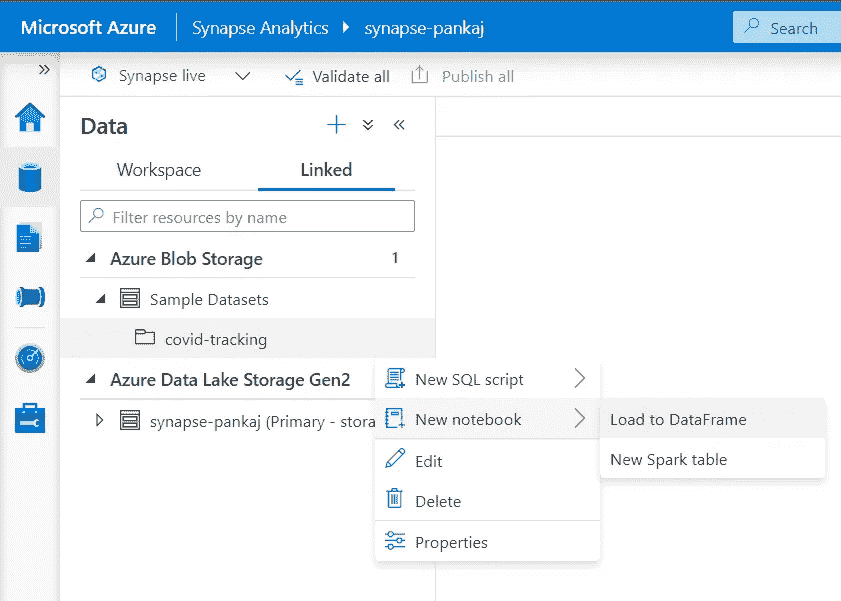 Microsoft Azure
Synapse Analytics
synapse-pankaj
Search
Synapse live
Validate all
Publish all
Data
Workspace
Linked
Filter resources by name
Azure Blob Storage 1
Sample Datasets
covid-tracking
Azure Data Lake Storage Gen2
synapse-pankaj (Primary - stora
New SQL script
New notebook
Edit
Delete
Properties
Load to DataFrame
New Spark table